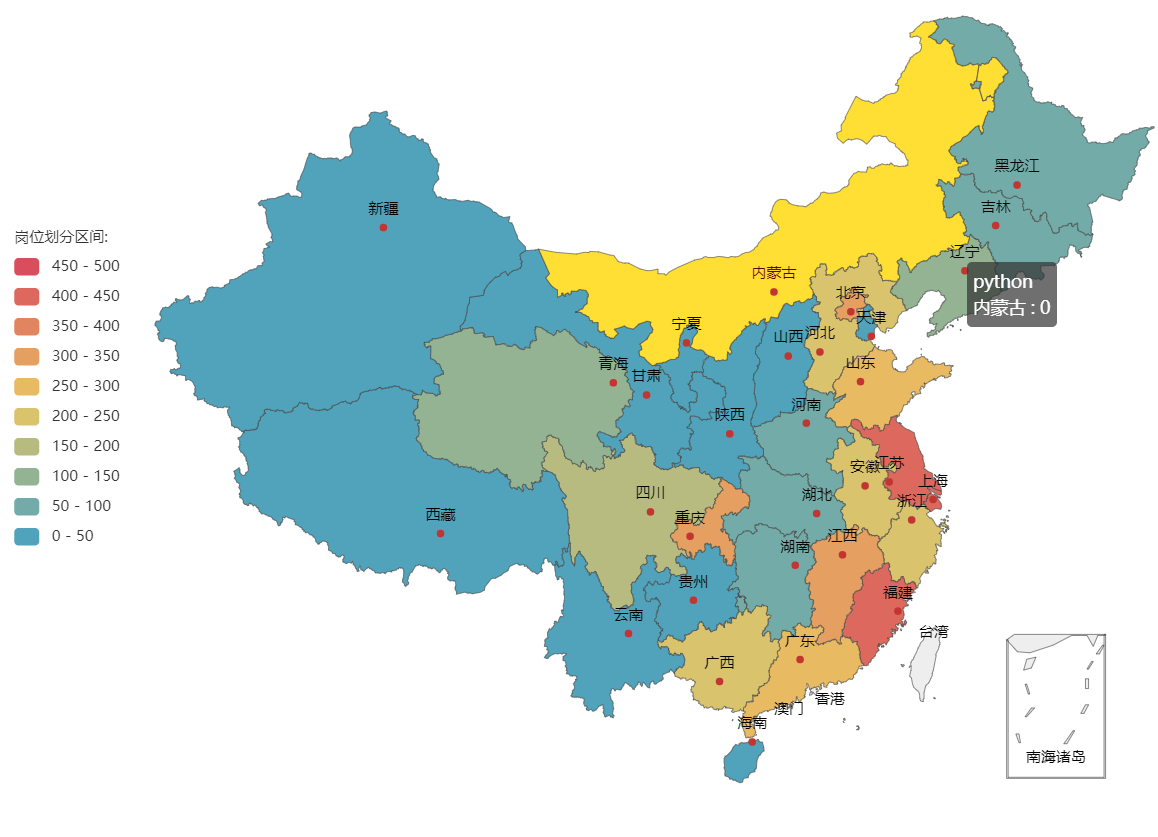 岗位划分区间:
450 - 500
400 - 450
350 - 400
300 - 350
250 - 300
200 - 250
150 - 200
100 - 150
50 - 100
0 - 50
黑龙江
新疆
吉林
辽宁
内蒙古
python
内蒙古 : 0
北京
天津
宁夏
山西
河北
青海
甘肃
山东
陕西
河南
安徽
江苏
上海
四川
湖北
浙江
西藏
重庆
江西
湖南
贵州
福建
云南
台湾
广东
广西
香港
澳门
海南
南海诸岛